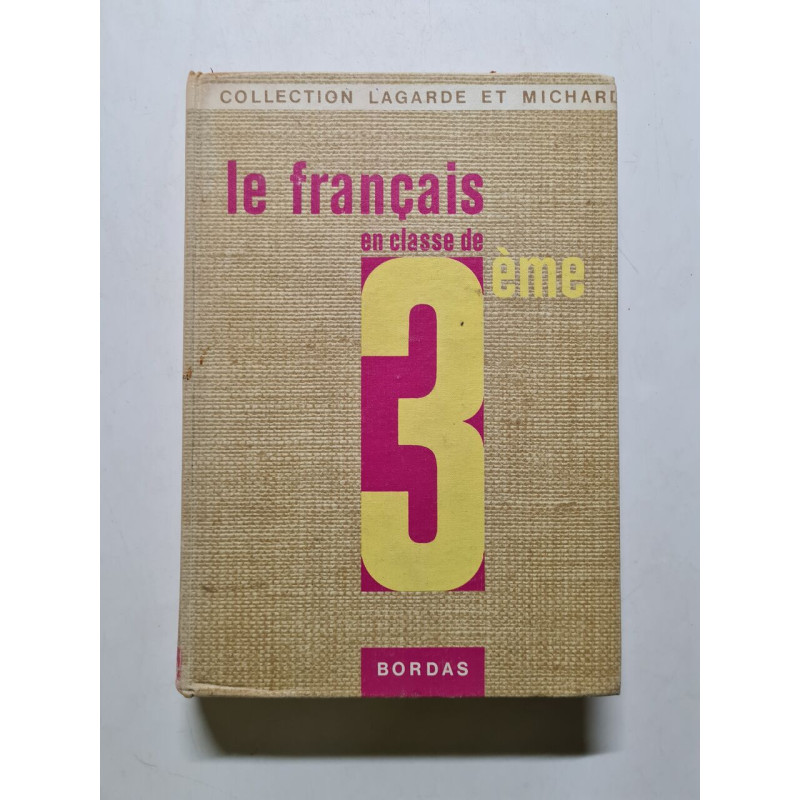 COLLECTION LAGARDE ET MICHARD
le français
en classe de
3ème
BORDAS